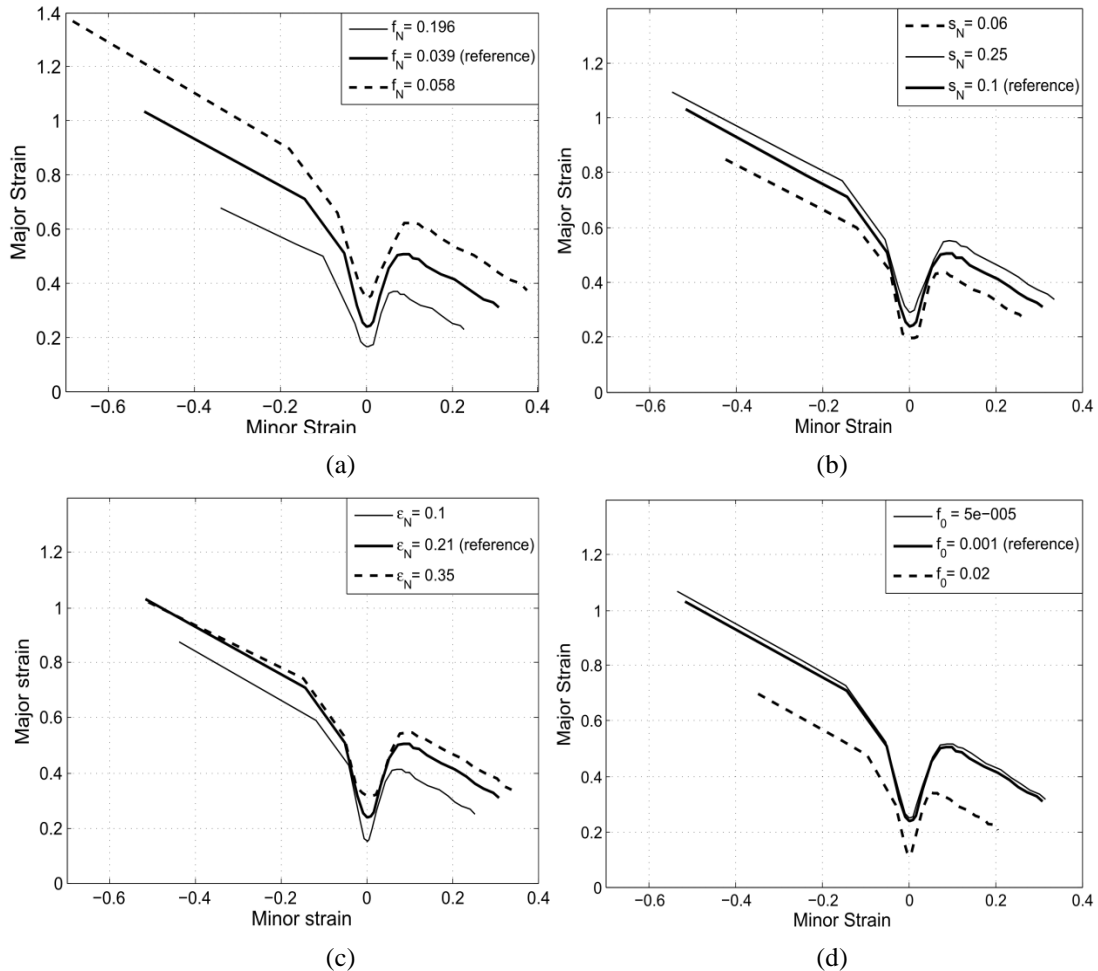 1.4
1.2
1
0.8
0.6
0.4
0.2
0
Major Strain
f_N = 0.196
f_N = 0.039 (reference)
f_N = 0.058
−0.6 −0.4 −0.2 0 0.2 0.4
Minor Strain
(a)
1.2
1
0.8
0.6
0.4
0.2
0
Major Strain
s_N = 0.06
s_N = 0.25
s_N = 0.1 (reference)
−0.6 −0.4 −0.2 0 0.2 0.4
Minor Strain
(b)
1.2
1
0.8
0.6
0.4
0.2
0
Major strain
ε_N = 0.1
ε_N = 0.21 (reference)
ε_N = 0.35
−0.6 −0.4 −0.2 0 0.2 0.4
Minor strain
(c)
1.2
1
0.8
0.6
0.4
0.2
0
Major Strain
f_0 = 5e−005
f_0 = 0.001 (reference)
f_0 = 0.02
−0.6 −0.4 −0.2 0 0.2 0.4
Minor Strain
(d)